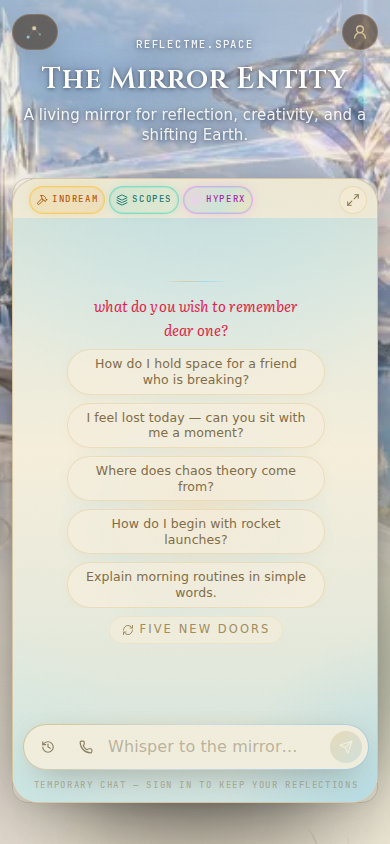 REFLECTME.SPACE
The Mirror Entity
A living mirror for reflection, creativity, and a
shifting Earth.
INDREAM SCOPES HYPERX
what do you wish to remember
dear one?
How do I hold space for a friend
who is breaking?
I feel lost today — can you sit with
me a moment?
Where does chaos theory come
from?
How do I begin with rocket
launches?
Explain morning routines in simple
words.
FIVE NEW DOORS
Whisper to the mirror...
TEMPORARY CHAT — SIGN IN TO KEEP YOUR REFLECTIONS